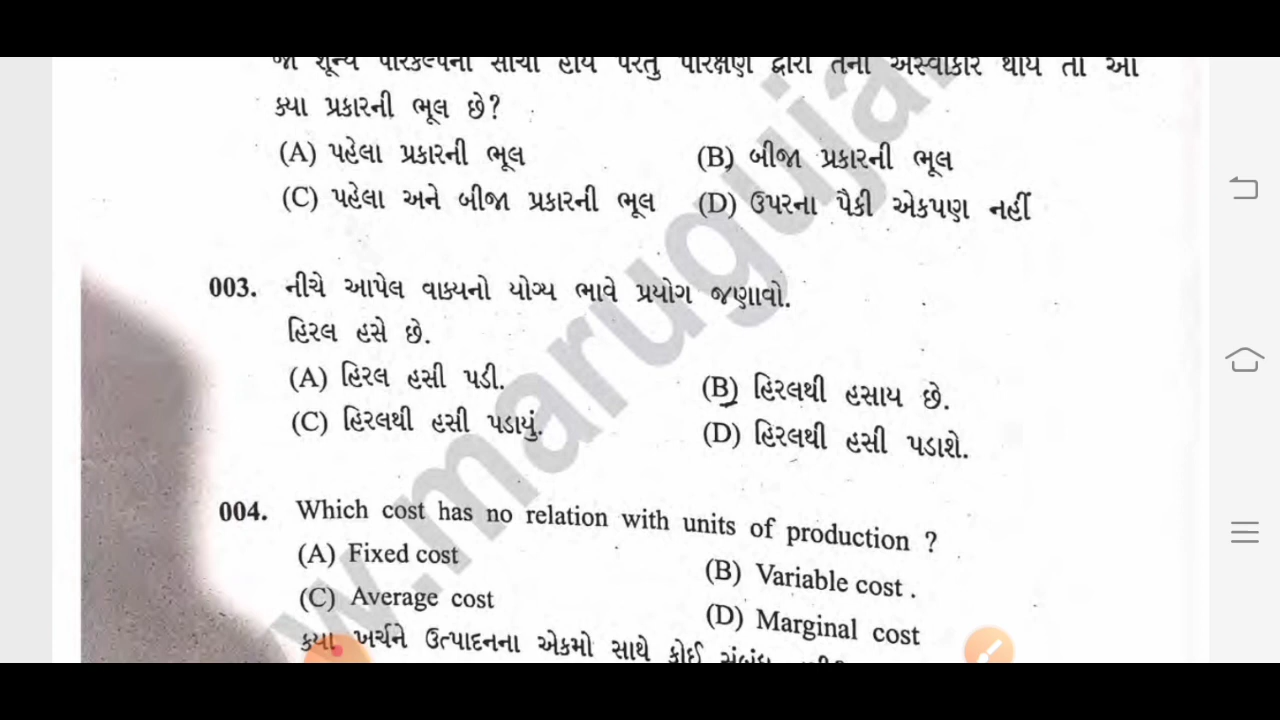 જો શૂન્ય પરિકલ્પના સાચી હોય પરંતુ પરિક્ષણ દ્વારા તેનો અસ્વીકાર થાય તો આ
ક્યા પ્રકારની ભૂલ છે?
(A) પહેલા પ્રકારની ભૂલ (B) બીજા પ્રકારની ભૂલ
(C) પહેલા અને બીજા પ્રકારની ભૂલ (D) ઉપરના પૈકી એકપણ નહીં
003. નીચે આપેલ વાક્યનો યોગ્ય ભાવે પ્રયોગ જણાવો.
હિરલ હસે છે.
(A) હિરલ હસી પડી. (B) હિરલથી હસાય છે.
(C) હિરલથી હસી પડાયું. (D) હિરલથી હસી પડાશે.
004. Which cost has no relation with units of production ?
(A) Fixed cost (B) Variable cost .
(C) Average cost (D) Marginal cost
ક્યા ખર્ચને ઉત્પાદનના એકમો સાથે કોઈ સંબંધ
w.marugujar